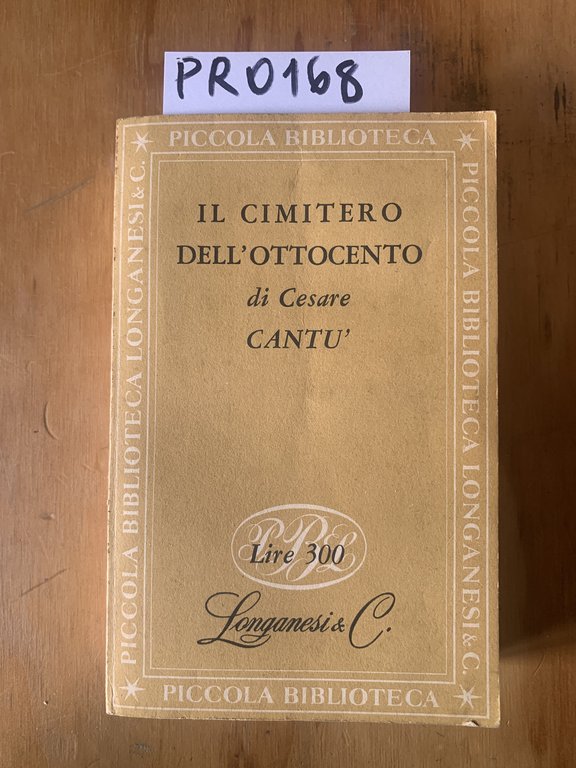 PRO168
PICCOLA BIBLIOTECA
PICCOLA BIBLIOTECA LONGANESI & C.
PICCOLA BIBLIOTECA LONGANESI & C.
IL CIMITERO
DELL'OTTOCENTO
di Cesare
CANTU'
PBL
Lire 300
Longanesi & C.
PICCOLA BIBLIOTECA